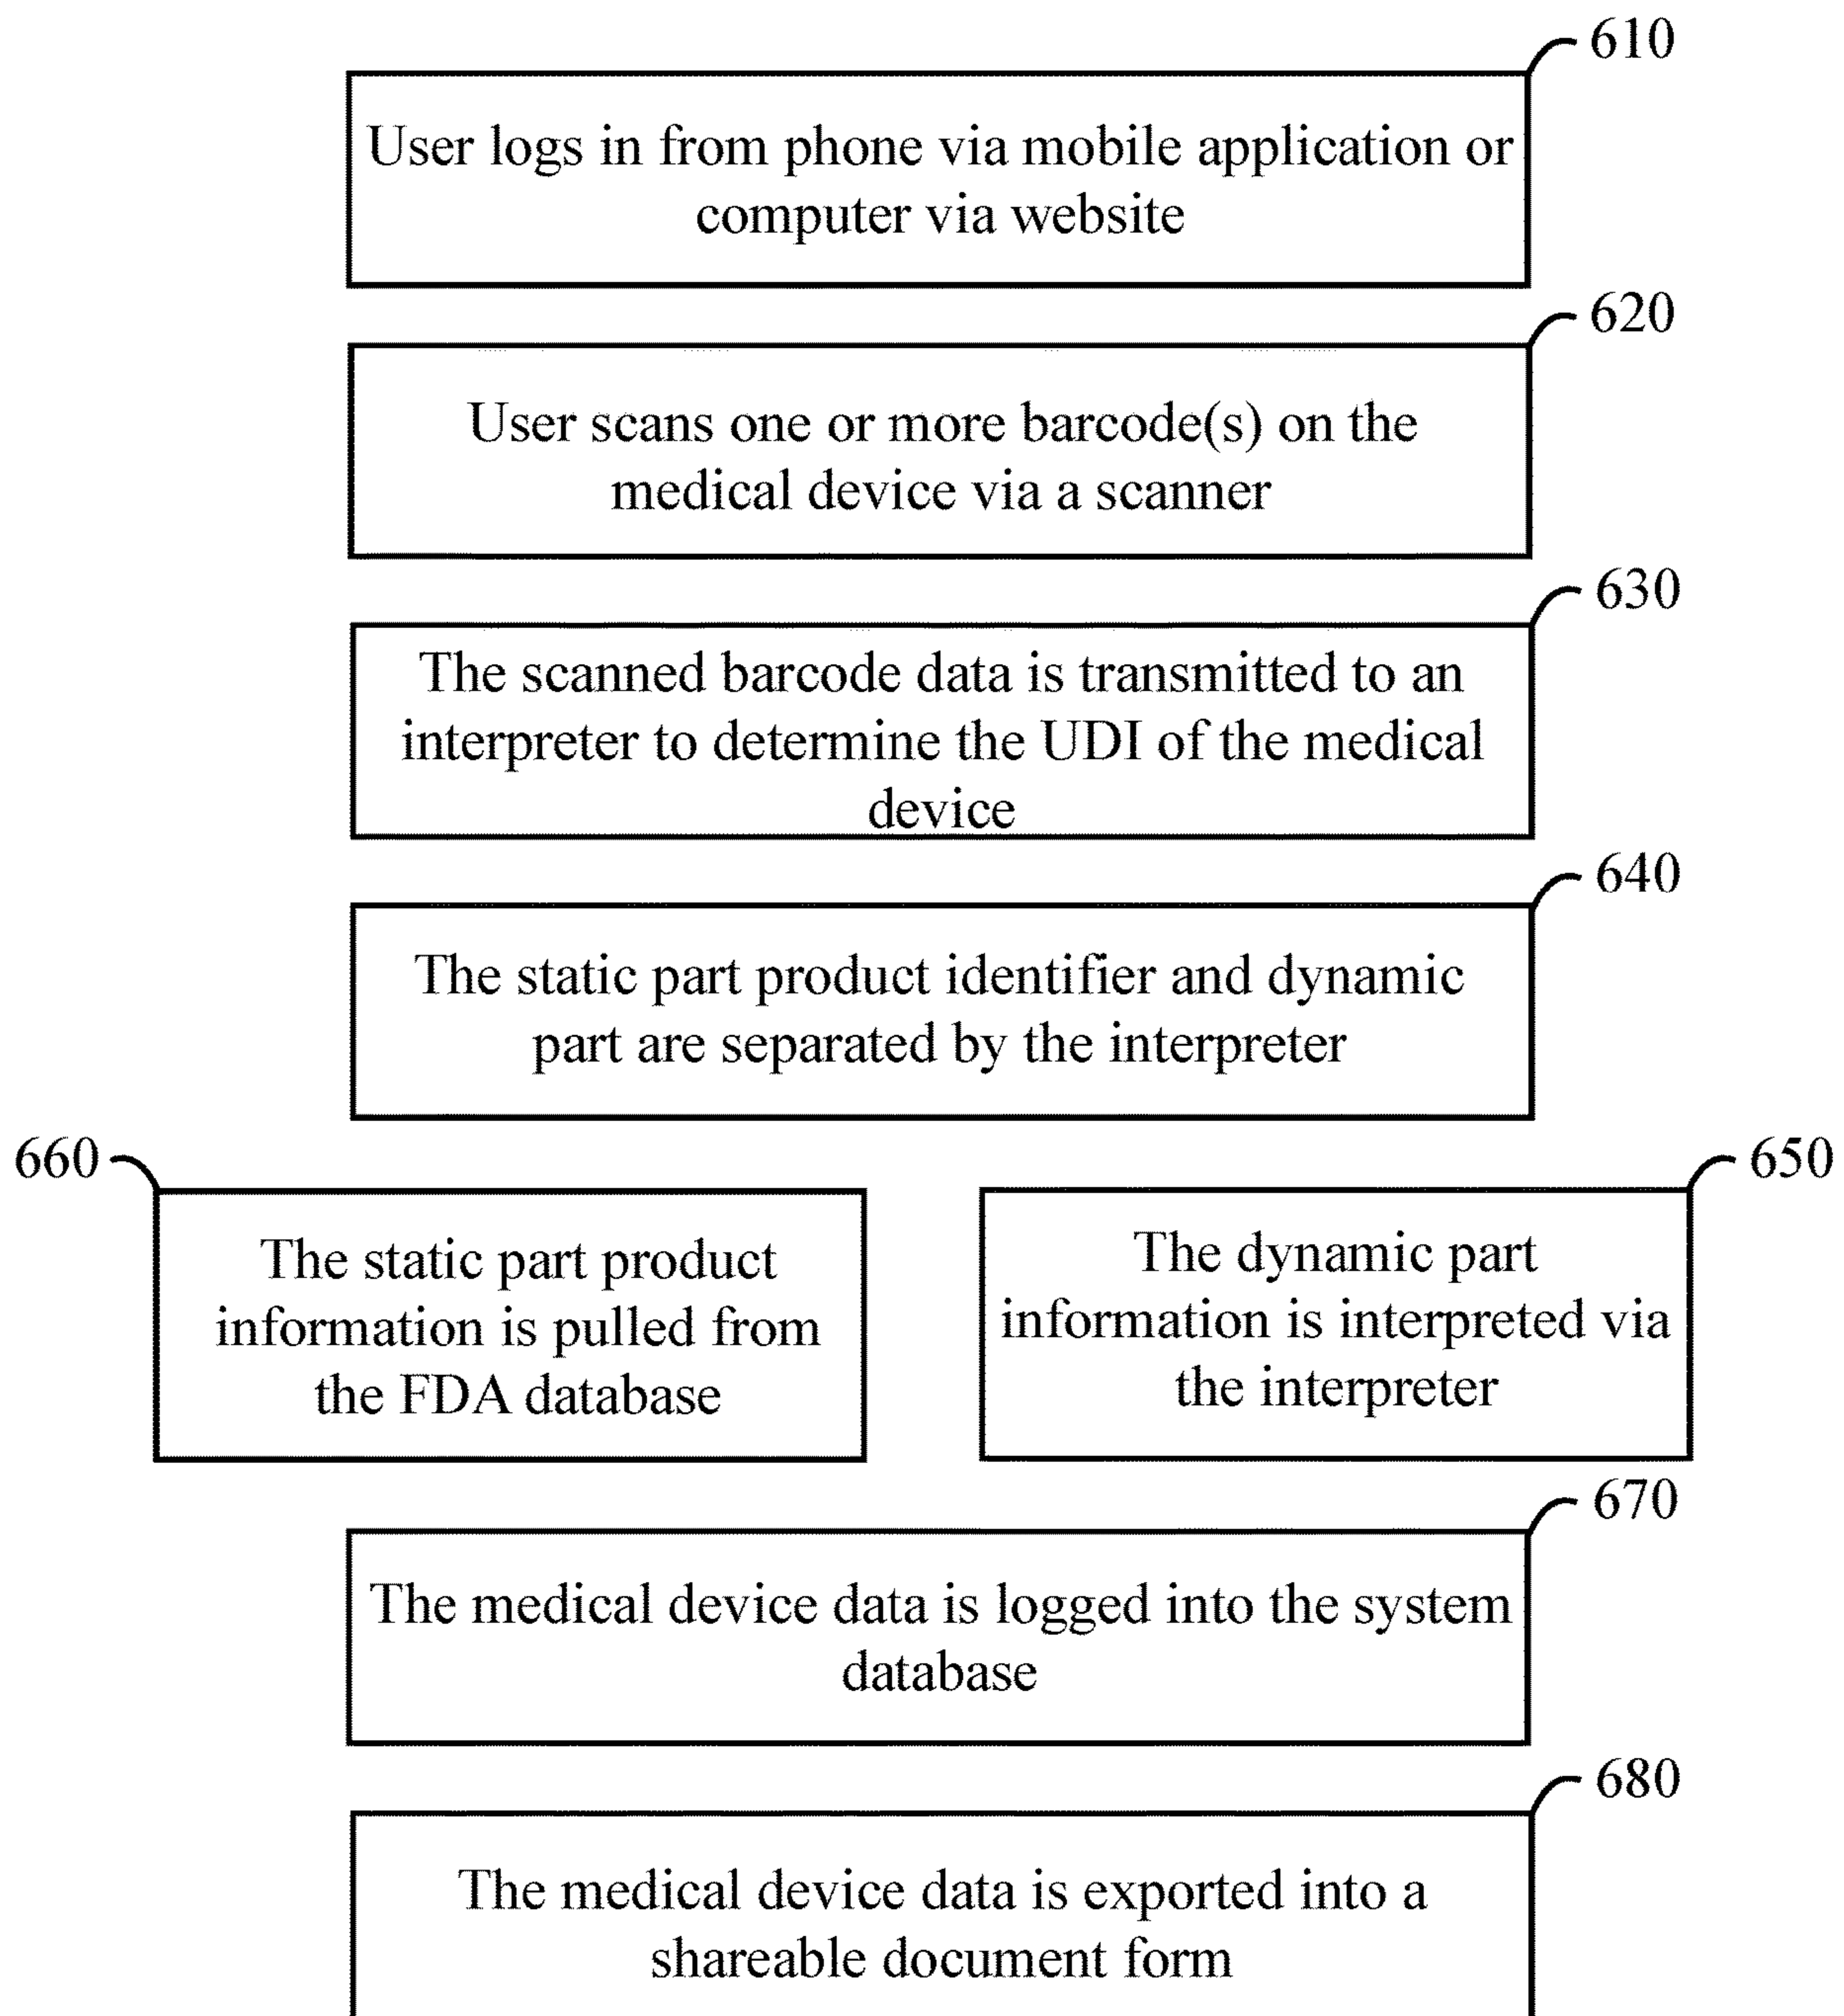 610
User logs in from phone via mobile application or
computer via website
620
User scans one or more barcode(s) on the
medical device via a scanner
630
The scanned barcode data is transmitted to an
interpreter to determine the UDI of the medical
device
640
The static part product identifier and dynamic
part are separated by the interpreter
660
The static part product
information is pulled from
the FDA database
650
The dynamic part
information is interpreted via
the interpreter
670
The medical device data is logged into the system
database
680
The medical device data is exported into a
shareable document form